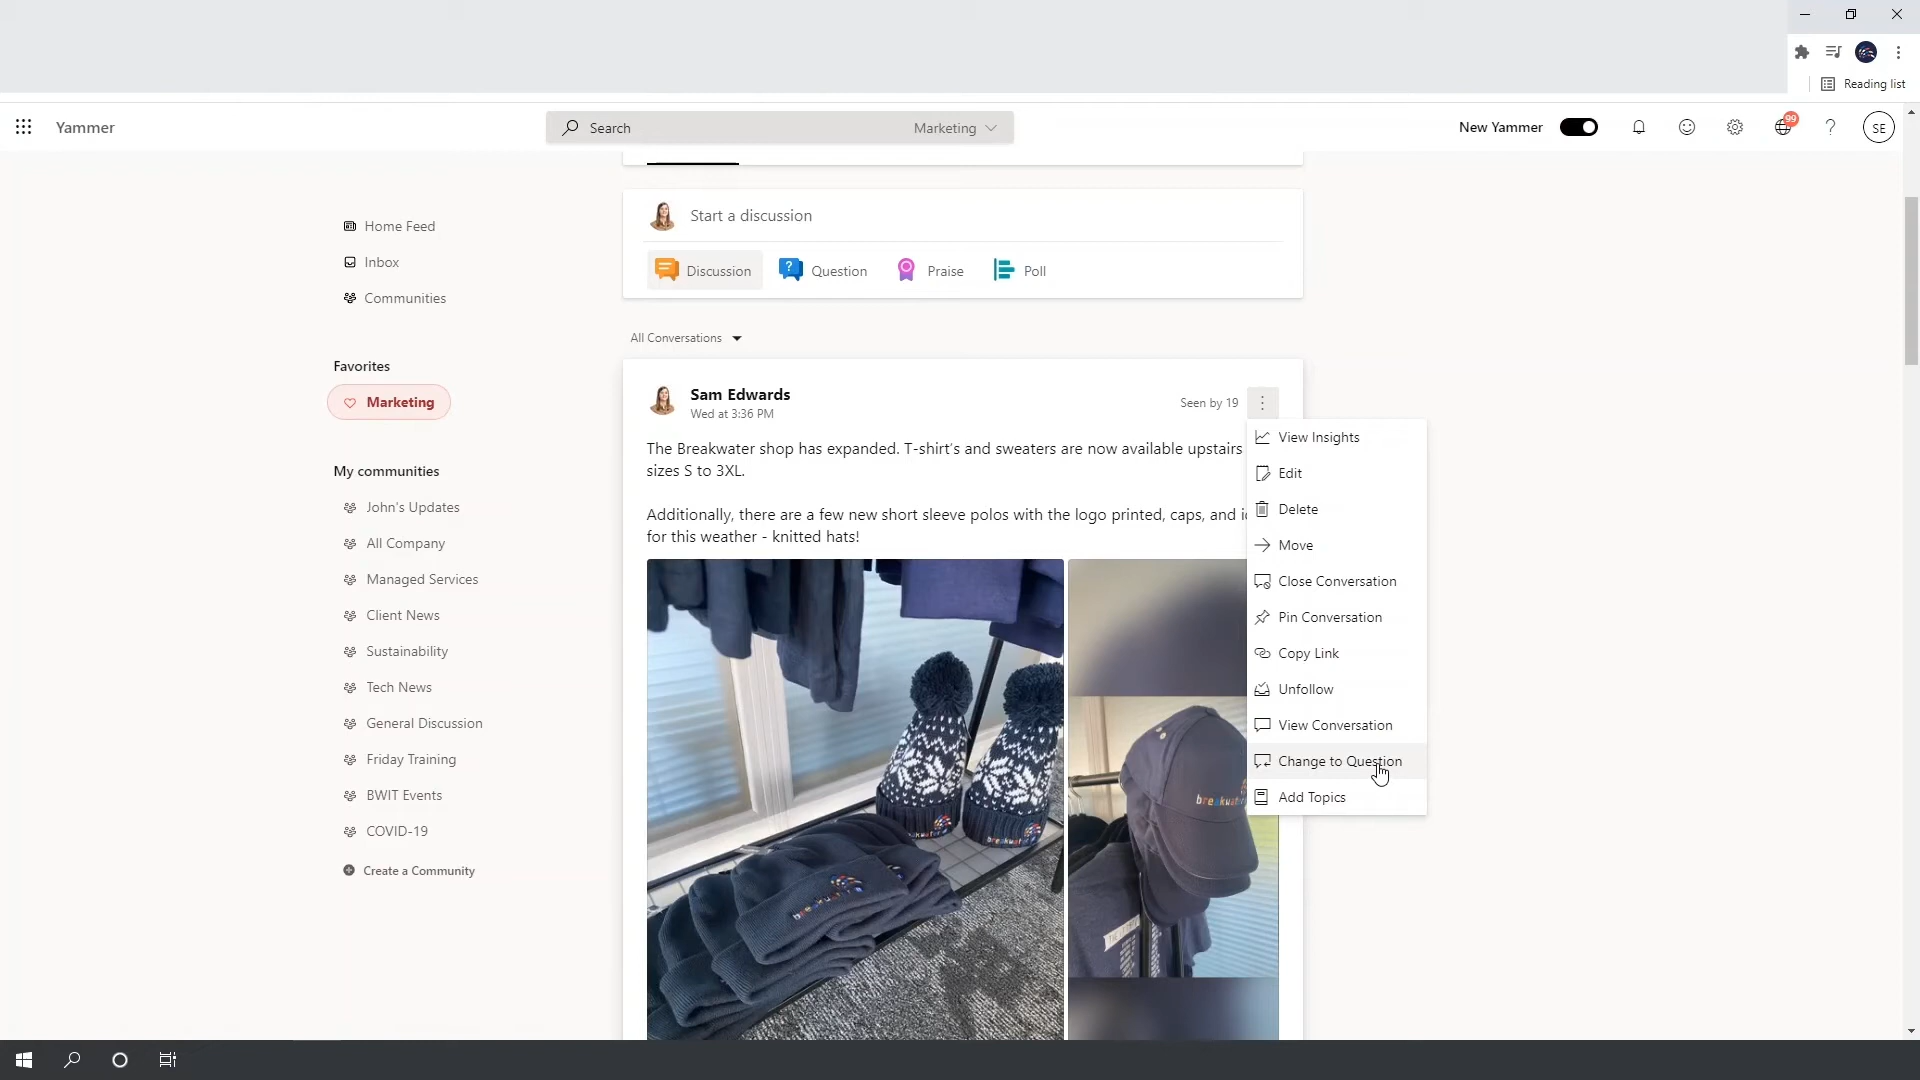 Reading list
Yammer
Search
Marketing
New Yammer
99
?
SE
Start a discussion
Discussion
Question
Praise
Poll
Home Feed
Inbox
Communities
Favorites
Marketing
My communities
John's Updates
All Company
Managed Services
Client News
Sustainability
Tech News
General Discussion
Friday Training
BWIT Events
COVID-19
Create a Community
All Conversations
Sam Edwards
Wed at 3:36 PM
Seen by 19
The Breakwater shop has expanded. T-shirt's and sweaters are now available upstairs
sizes S to 3XL.
Additionally, there are a few new short sleeve polos with the logo printed, caps, and
for this weather - knitted hats!
View Insights
Edit
Delete
Move
Close Conversation
Pin Conversation
Copy Link
Unfollow
View Conversation
Change to Question
Add Topics
breakwater
breakwater